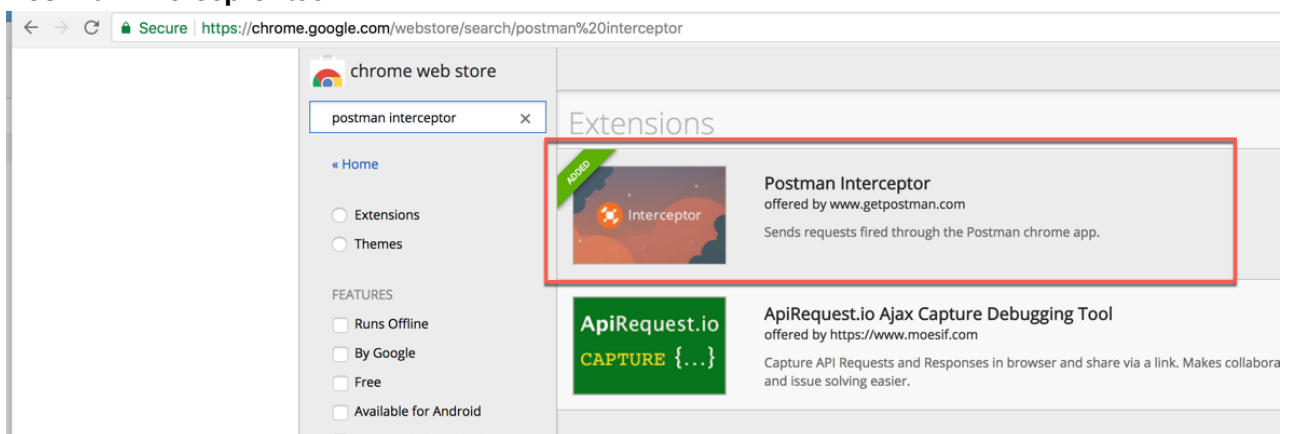 Secure | https://chrome.google.com/webstore/search/postman%20interceptor
chrome web store
postman interceptor
« Home
Extensions
Themes
FEATURES
Runs Offline
By Google
Free
Available for Android
Extensions
ADDED
Interceptor
Postman Interceptor
offered by www.getpostman.com
Sends requests fired through the Postman chrome app.
ApiRequest.io
CAPTURE {...}
ApiRequest.io Ajax Capture Debugging Tool
offered by https://www.moesif.com
Capture API Requests and Responses in browser and share via a link. Makes collabora
and issue solving easier.